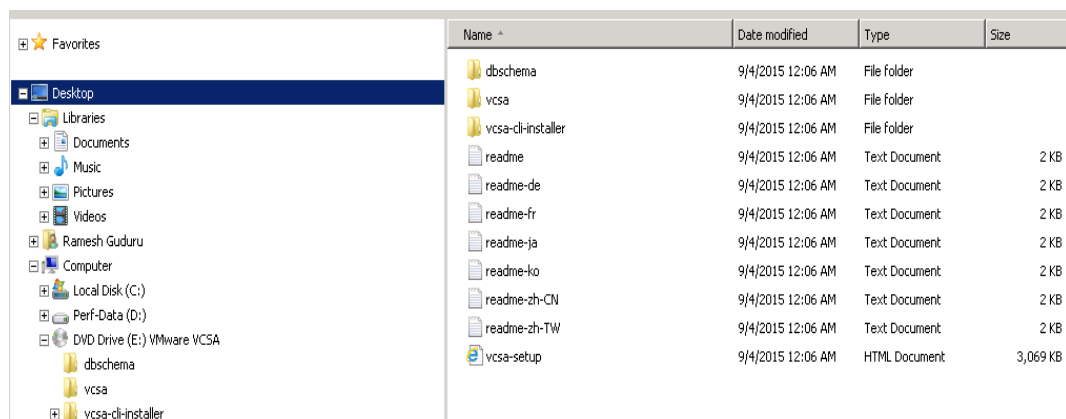 Favorites
Desktop
Libraries
Documents
Music
Pictures
Videos
Ramesh Guduru
Computer
Local Disk (C:)
Perf-Data (D:)
DVD Drive (E:) VMware VCSA
dbschema
vcsa
vcsa-cli-installer
Name Date modified Type Size
dbschema 9/4/2015 12:06 AM File folder
vcsa 9/4/2015 12:06 AM File folder
vcsa-cli-installer 9/4/2015 12:06 AM File folder
readme 9/4/2015 12:06 AM Text Document 2 KB
readme-de 9/4/2015 12:06 AM Text Document 2 KB
readme-fr 9/4/2015 12:06 AM Text Document 2 KB
readme-ja 9/4/2015 12:06 AM Text Document 2 KB
readme-ko 9/4/2015 12:06 AM Text Document 2 KB
readme-zh-CN 9/4/2015 12:06 AM Text Document 2 KB
readme-zh-TW 9/4/2015 12:06 AM Text Document 2 KB
vcsa-setup 9/4/2015 12:06 AM HTML Document 3,069 KB